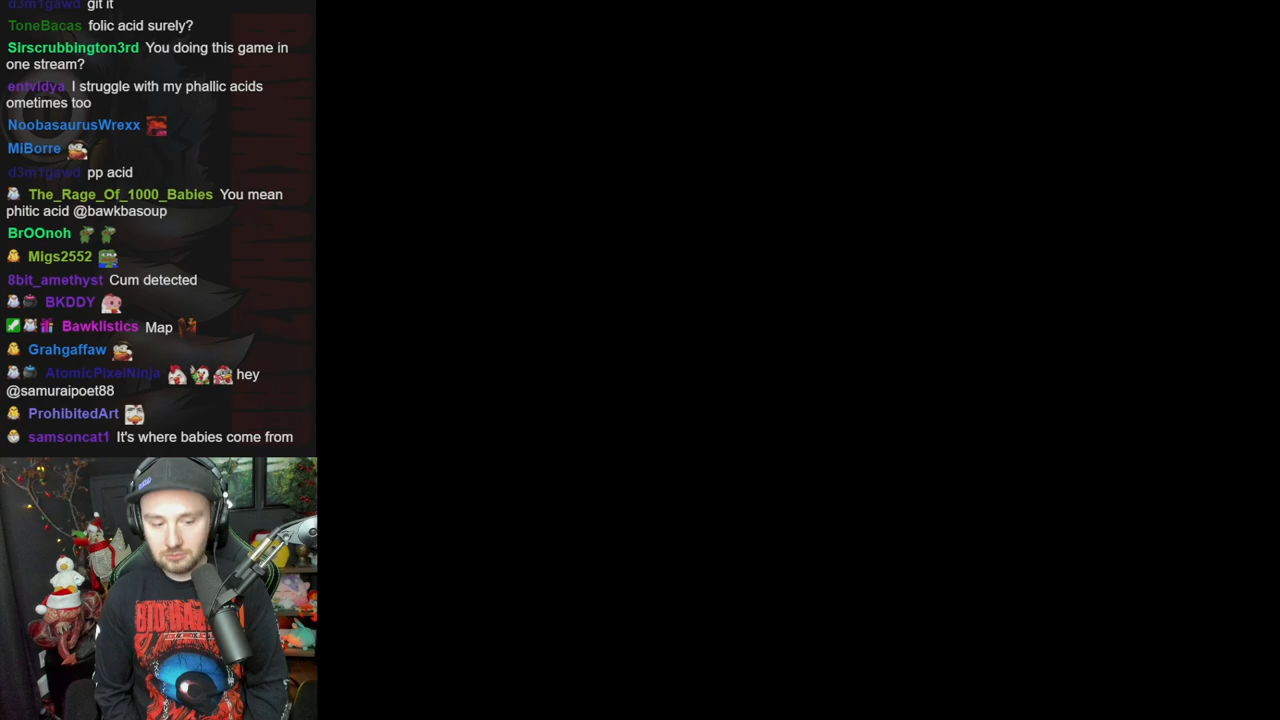 d3m1gawd git it
ToneBacas folic acid surely?
Sirscrubbington3rd You doing this game in
one stream?
entvidya I struggle with my phallic acids
ometimes too
NoobasaurusWrexx
MiBorre
d3m1gawd pp acid
The_Rage_Of_1000_Babies You mean
phitic acid @bawkbasoup
BrOOnoh
Migs2552
8bit_amethyst Cum detected
BKDDY
Bawklistics Map
Grahgaffaw
AtomicPixelNinja hey
@samuraipoet88
ProhibitedArt
samsoncat1 It's where babies come from